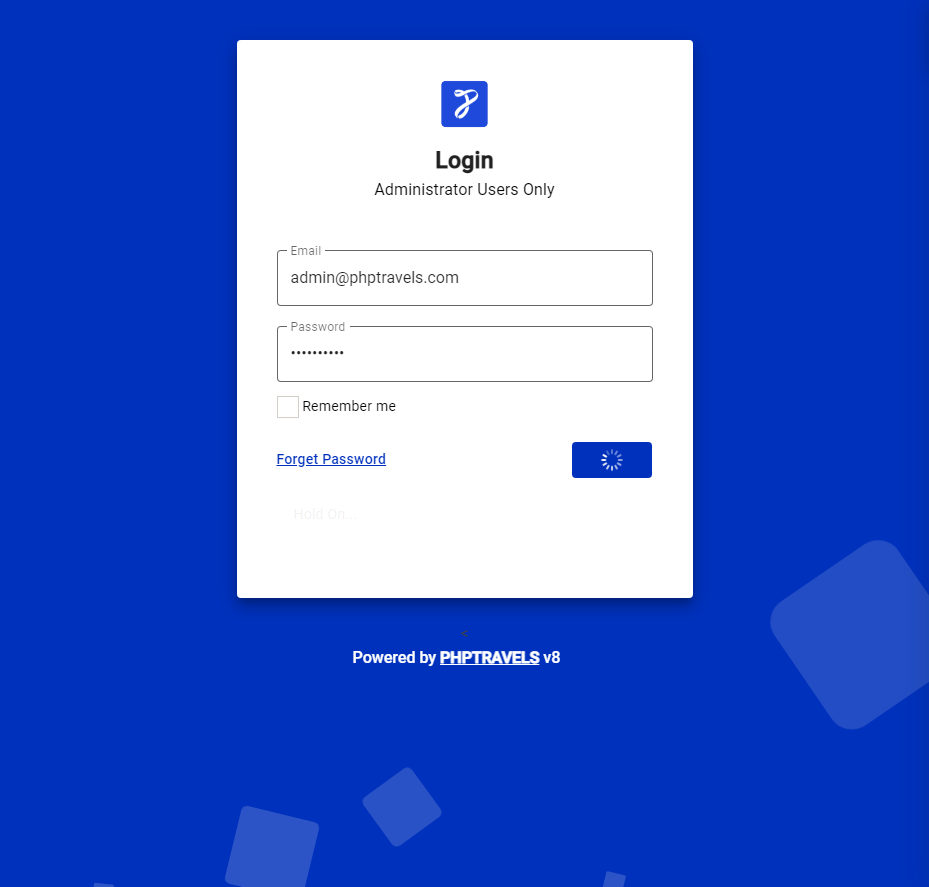 Login
Administrator Users Only
Email
admin@phptravels.com
Password
••••••••••
Remember me
Forget Password
Hold On...
<
Powered by PHPTRAVELS v8